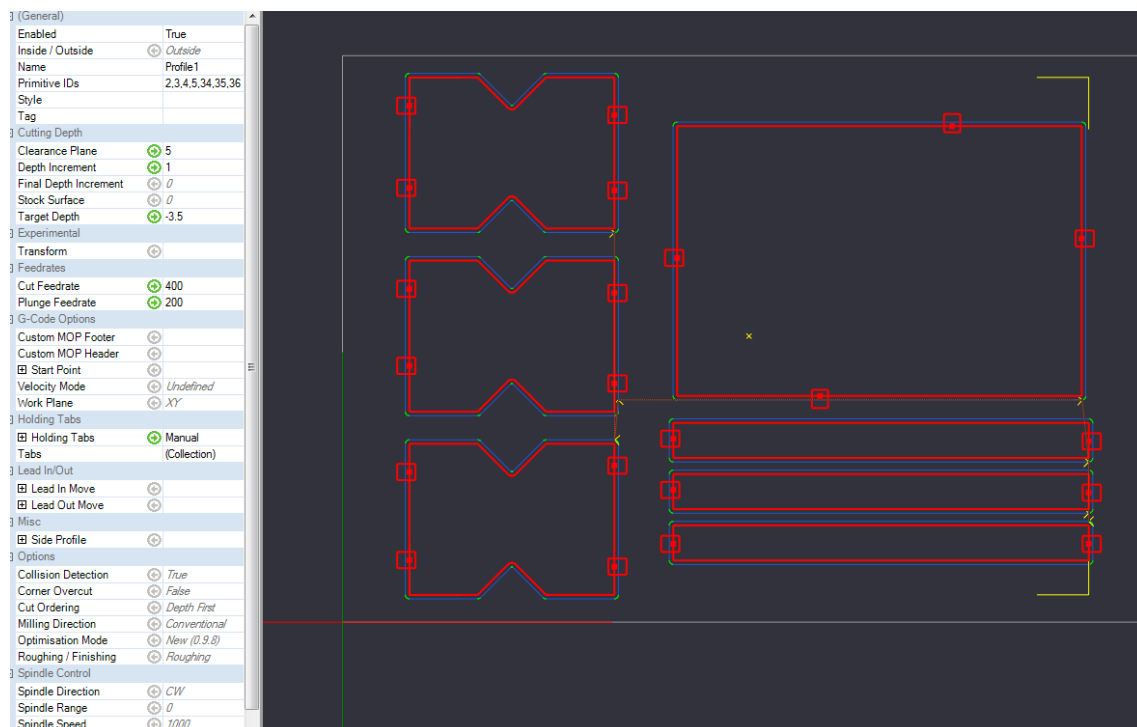 (General)
Enabled True
Inside / Outside Outside
Name Profile1
Primitive IDs 2,3,4,5,34,35,36
Style
Tag
Cutting Depth
Clearance Plane 5
Depth Increment 1
Final Depth Increment 0
Stock Surface 0
Target Depth -3.5
Experimental
Transform
Feedrates
Cut Feedrate 400
Plunge Feedrate 200
G-Code Options
Custom MOP Footer
Custom MOP Header
Start Point
Velocity Mode Undefined
Work Plane XY
Holding Tabs
Holding Tabs Manual
Tabs (Collection)
Lead In/Out
Lead In Move
Lead Out Move
Misc
Side Profile
Options
Collision Detection True
Corner Overcut False
Cut Ordering Depth First
Milling Direction Conventional
Optimisation Mode New (0.9.8)
Roughing / Finishing Roughing
Spindle Control
Spindle Direction CW
Spindle Range 0
Spindle Speed 1000